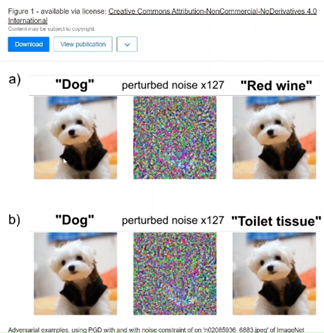 Figure 1 - available via license: Creative Commons Attribution-NonCommercial-NoDerivatives 4.0
International
Content may be subject to copyright.
Download View publication
a)
"Dog" perturbed noise x127 "Red wine"
b)
"Dog" perturbed noise x127 "Toilet tissue"
Adversarial examples, using PGD with and with noise constraint of on 'n02085936_6683.jpeg' of ImageNet